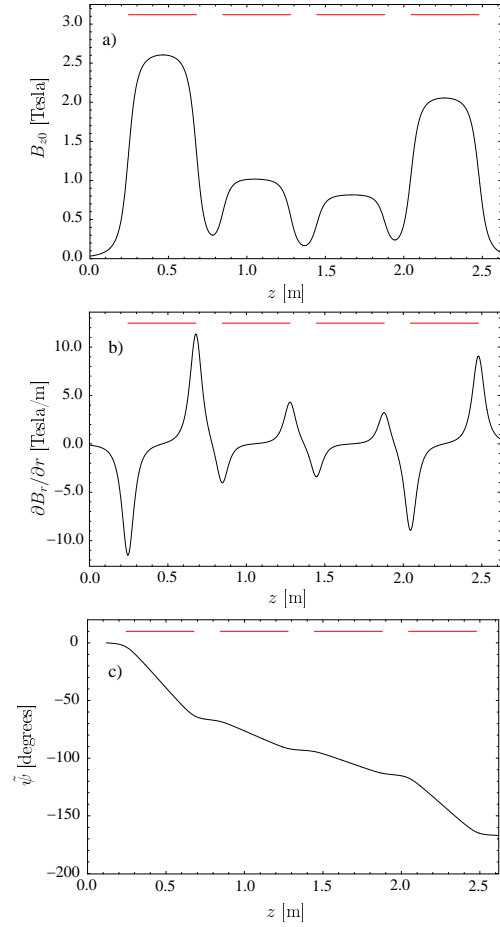 a)
3.0
2.5
2.0
1.5
1.0
0.5
0.0
B_{z0} [Tesla]
0.0 0.5 1.0 1.5 2.0 2.5
z [m]
b)
10.0
5.0
0.0
−5.0
−10.0
∂B_r/∂r [Tesla/m]
0.0 0.5 1.0 1.5 2.0 2.5
z [m]
c)
0
−50
−100
−150
−200
ψ̃ [degrees]
0.0 0.5 1.0 1.5 2.0 2.5
z [m]